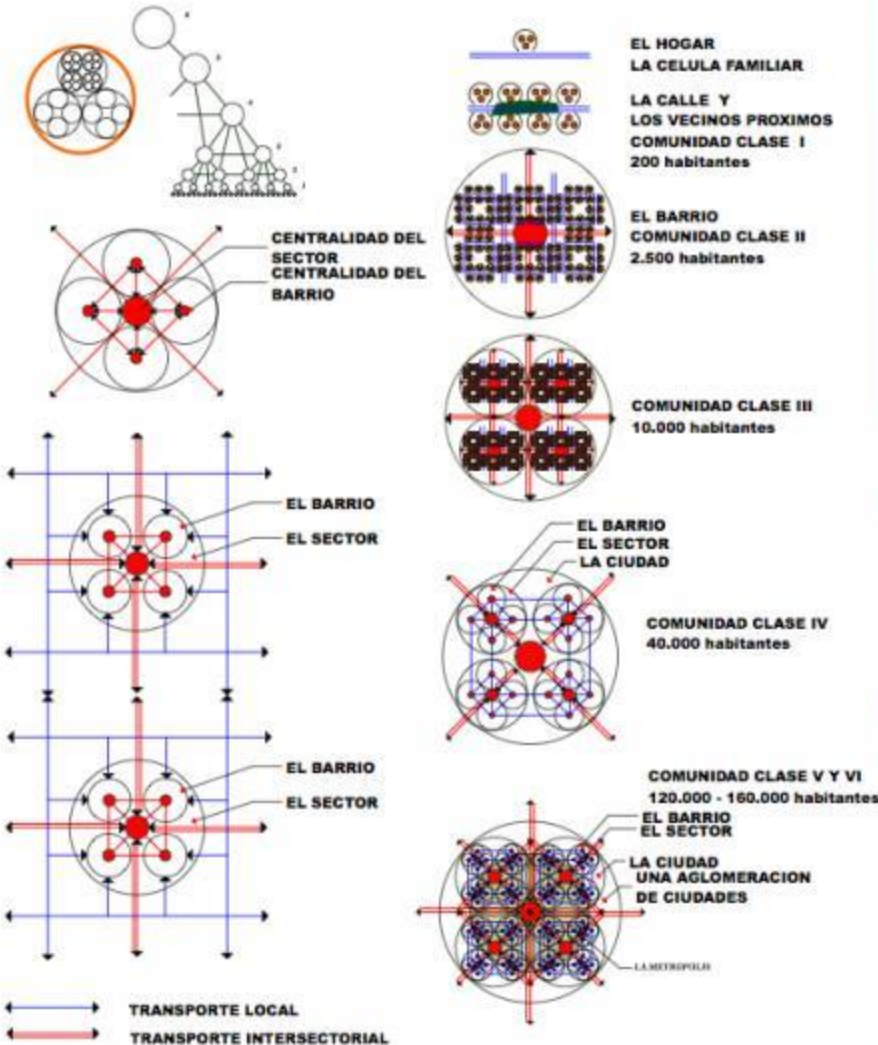 EL HOGAR
LA CELULA FAMILIAR
LA CALLE Y
LOS VECINOS PROXIMOS
COMUNIDAD CLASE I
200 habitantes
EL BARRIO
COMUNIDAD CLASE II
2.500 habitantes
CENTRALIDAD DEL
SECTOR
CENTRALIDAD DEL
BARRIO
COMUNIDAD CLASE III
10.000 habitantes
EL BARRIO
EL SECTOR
EL BARRIO
EL SECTOR
LA CIUDAD
COMUNIDAD CLASE IV
40.000 habitantes
EL BARRIO
EL SECTOR
COMUNIDAD CLASE V Y VI
120.000 - 160.000 habitantes
EL BARRIO
EL SECTOR
LA CIUDAD
UNA AGLOMERACION
DE CIUDADES
LA METROPOLIS
TRANSPORTE LOCAL
TRANSPORTE INTERSECTORIAL